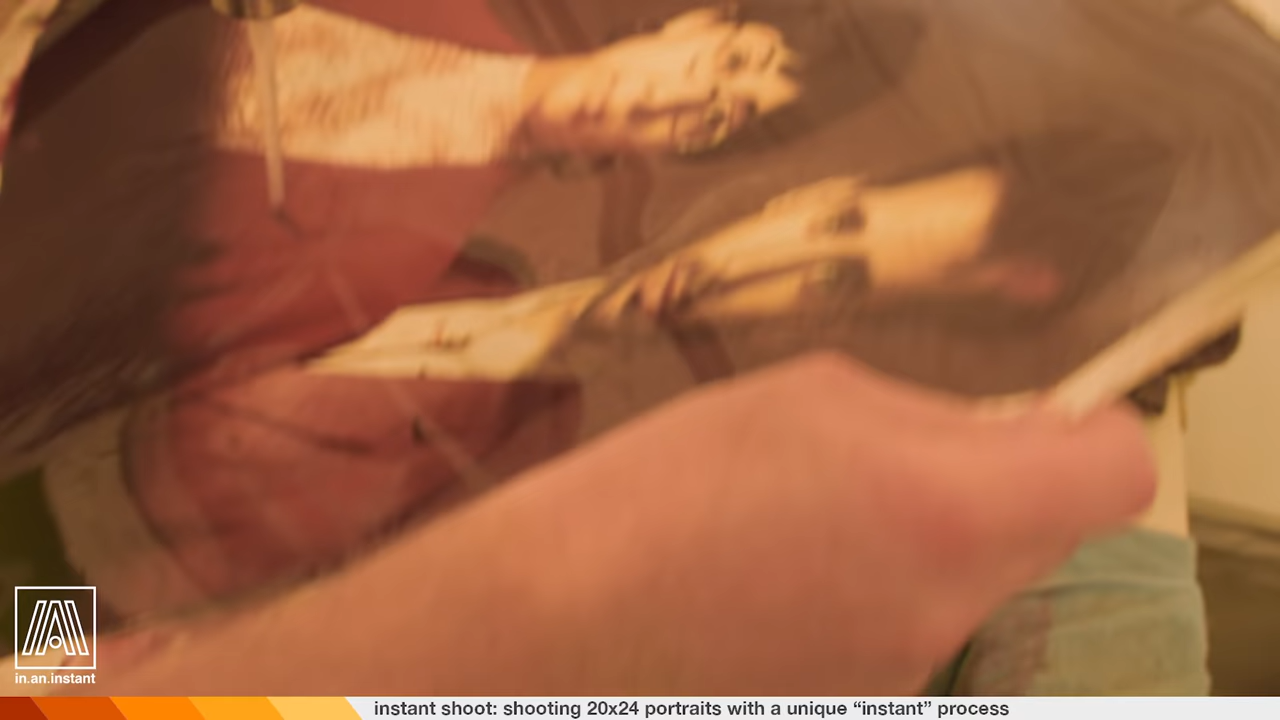 in.an.instant
instant shoot: shooting 20x24 portraits with a unique “instant” process